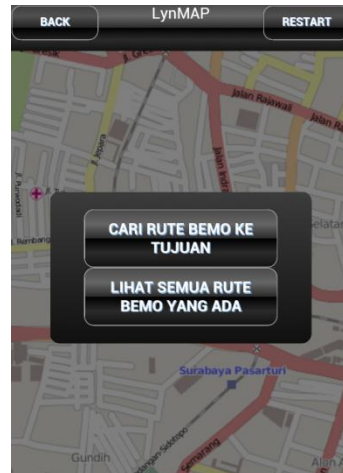 BACK
LynMAP
RESTART
Jalan Rajawali
CARI RUTE BEMO KE
TUJUAN
LIHAT SEMUA RUTE
BEMO YANG ADA
Surabaya Pasarturi
Gundih
Semarang